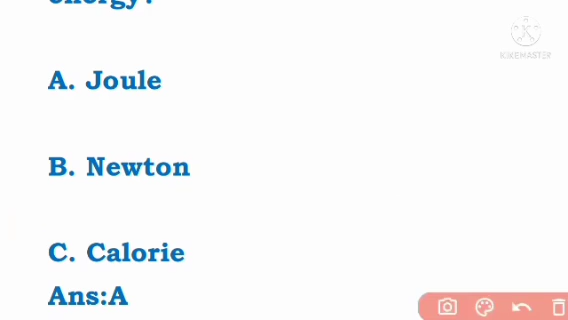 energy?
A. Joule
B. Newton
C. Calorie
Ans:A
KINEMASTER